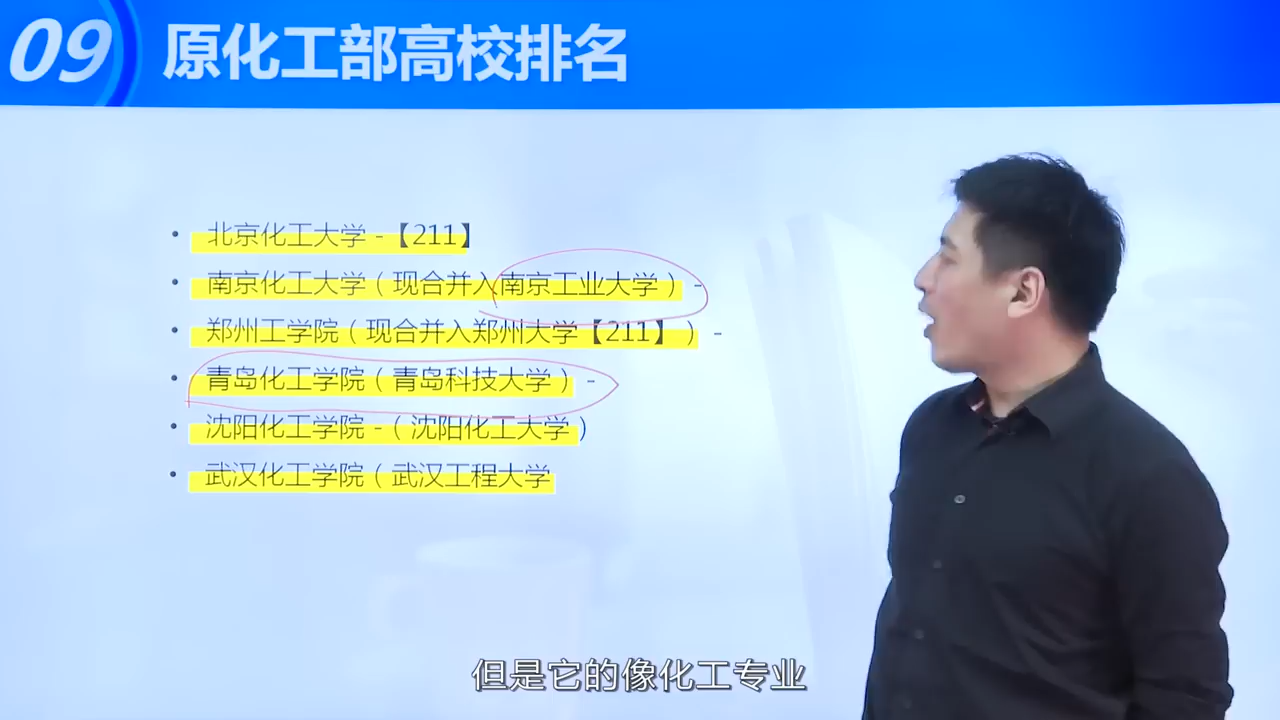 09 原化工部高校排名
• 北京化工大学 -【211】
• 南京化工大学（现合并入南京工业大学） -
• 郑州工学院（现合并入郑州大学【211】 ） -
• 青岛化工学院（青岛科技大学） -
• 沈阳化工学院 -（沈阳化工大学 ）
• 武汉化工学院（武汉工程大学
但是它的像化工专业